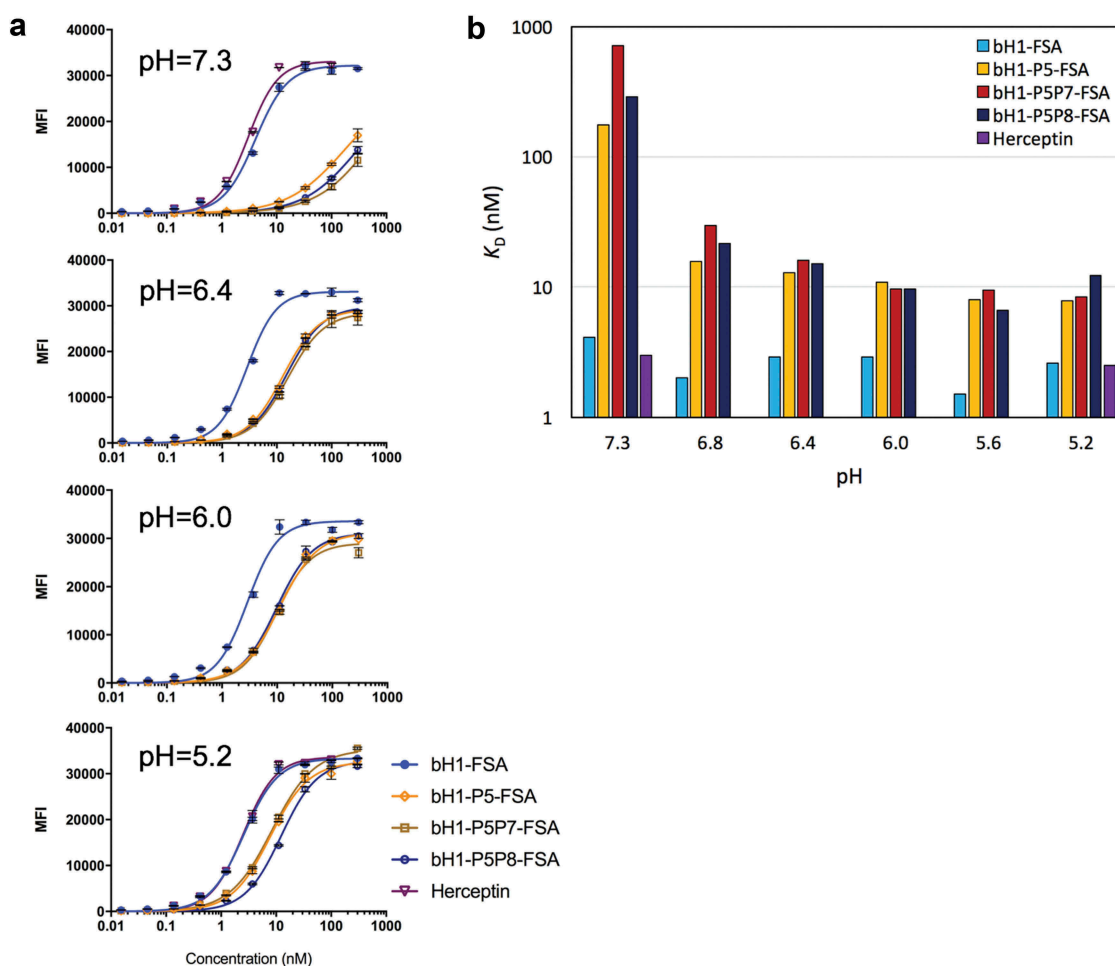 a
pH=7.3
MFI
40000
30000
20000
10000
0
0.01 0.1 1 10 100 1000
pH=6.4
MFI
40000
30000
20000
10000
0
0.01 0.1 1 10 100 1000
pH=6.0
MFI
40000
30000
20000
10000
0
0.01 0.1 1 10 100 1000
pH=5.2
MFI
40000
30000
20000
10000
0
0.01 0.1 1 10 100 1000
Concentration (nM)
bH1-FSA
bH1-P5-FSA
bH1-P5P7-FSA
bH1-P5P8-FSA
Herceptin
b
KD (nM)
1000
100
10
1
7.3 6.8 6.4 6.0 5.6 5.2
pH
bH1-FSA
bH1-P5-FSA
bH1-P5P7-FSA
bH1-P5P8-FSA
Herceptin